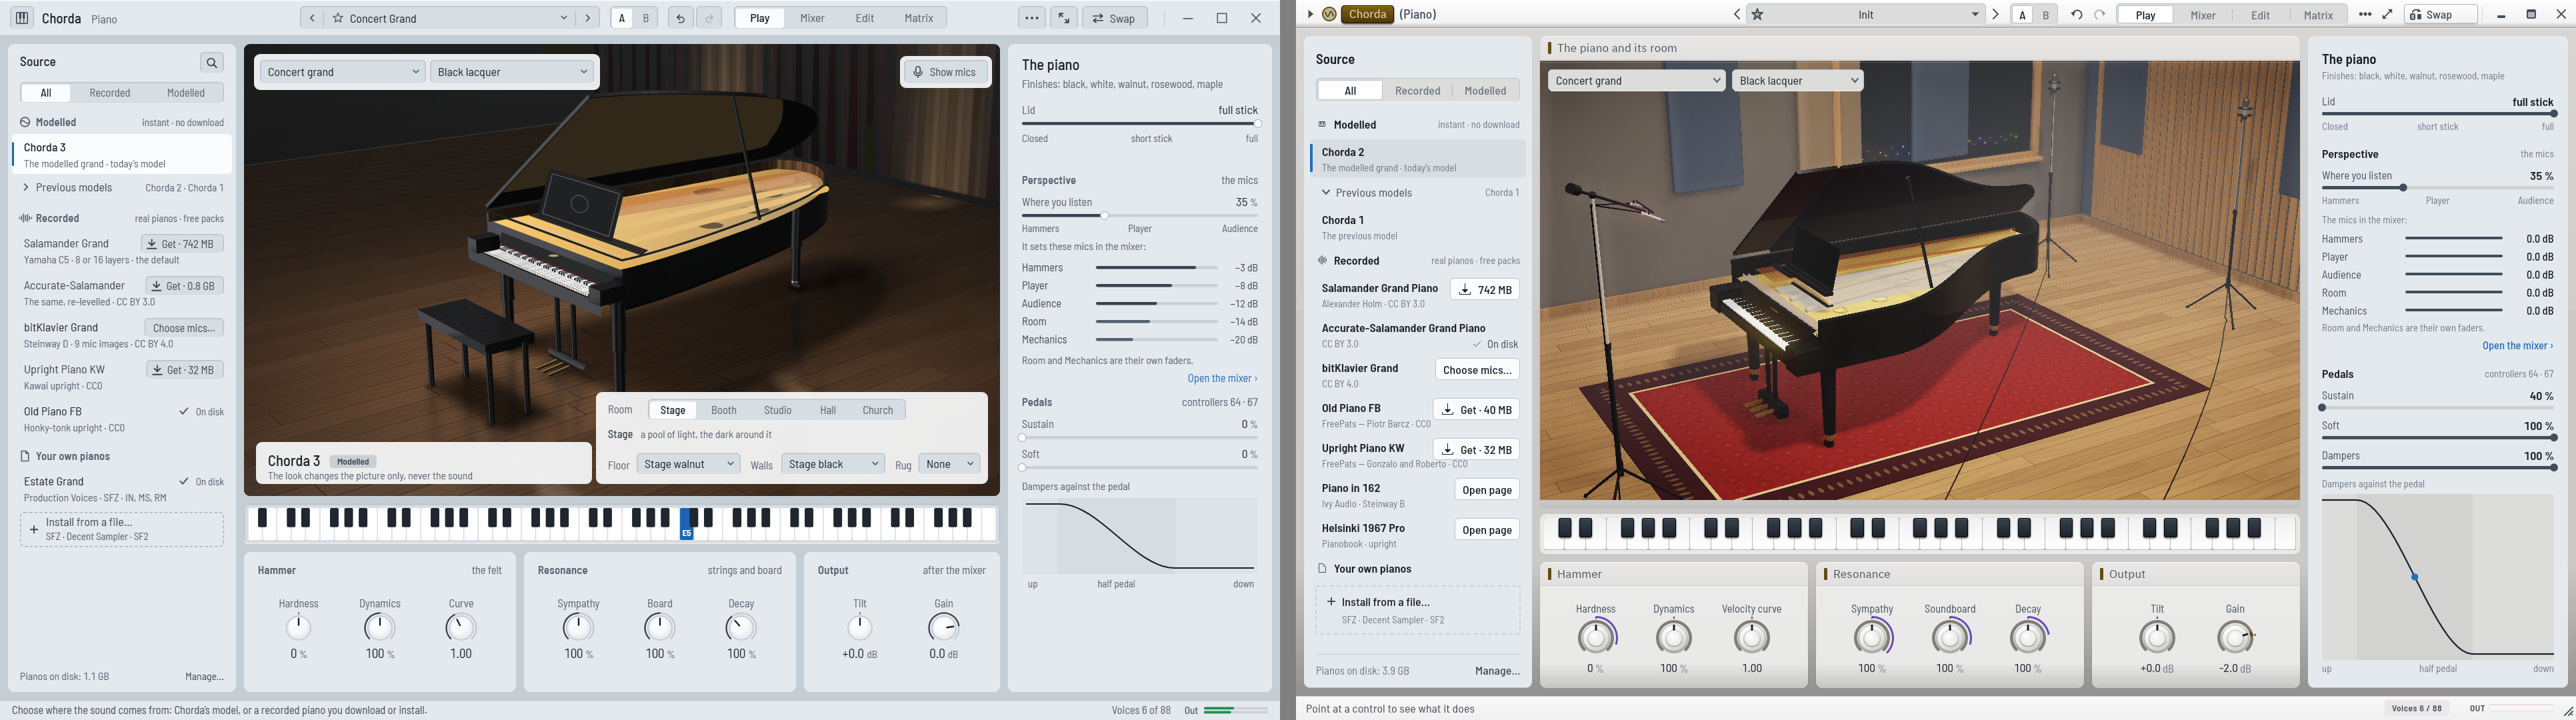 Chorda Piano
Concert Grand
A B
Play Mixer Edit Matrix
Swap
Source
All Recorded Modelled
Modelled instant · no download
Chorda 3
The modelled grand · today's model
Previous models Chorda 2 · Chorda 1
Recorded real pianos · free packs
Salamander Grand Get · 742 MB
Yamaha C5 · 8 or 16 layers · the default
Accurate-Salamander Get · 0.8 GB
The same, re-levelled · CC BY 3.0
bitKlavier Grand Choose mics...
Steinway D · 9 mic images · CC BY 4.0
Upright Piano KW Get · 32 MB
Kawai upright · CC0
Old Piano FB On disk
Honky-tonk upright · CC0
Your own pianos
Estate Grand On disk
Production Voices · SFZ · IN, MS, RM
Install from a file...
SFZ · Decent Sampler · SF2
Pianos on disk: 1.1 GB Manage...
Concert grand Black lacquer Show mics
Chorda 3 Modelled
The look changes the picture only, never the sound
Room Stage Booth Studio Hall Church
Stage a pool of light, the dark around it
Floor Stage walnut Walls Stage black Rug None
E5
Hammer the felt
Hardness Dynamics Curve
0 % 100 % 1.00
Resonance strings and board
Sympathy Board Decay
100 % 100 % 100 %
Output after the mixer
Tilt Gain
+0.0 dB 0.0 dB
The piano
Finishes: black, white, walnut, rosewood, maple
Lid full stick
Closed short stick full
Perspective the mics
Where you listen 35 %
Hammers Player Audience
It sets these mics in the mixer:
Hammers −3 dB
Player −8 dB
Audience −12 dB
Room −14 dB
Mechanics −20 dB
Room and Mechanics are their own faders.
Open the mixer ›
Pedals controllers 64 · 67
Sustain 0 %
Soft 0 %
Dampers against the pedal
up half pedal down
Choose where the sound comes from: Chorda's model, or a recorded piano you download or install.
Voices 6 of 88 Out
Chorda (Piano)
Init
A B
Play Mixer Edit Matrix
Swap
Source
All Recorded Modelled
Modelled instant · no download
Chorda 2
The modelled grand · today's model
Previous models Chorda 1
Chorda 1
The previous model
Recorded real pianos · free packs
Salamander Grand Piano 742 MB
Alexander Holm · CC BY 3.0
Accurate-Salamander Grand Piano
CC BY 3.0 On disk
bitKlavier Grand Choose mics...
CC BY 4.0
Old Piano FB Get · 40 MB
FreePats — Piotr Barcz · CC0
Upright Piano KW Get · 32 MB
FreePats — Gonzalo and Roberto · CC0
Piano in 162 Open page
Ivy Audio · Steinway B
Helsinki 1967 Pro Open page
Pianobook · upright
Your own pianos
Install from a file...
SFZ · Decent Sampler · SF2
Pianos on disk: 3.9 GB Manage...
The piano and its room
Concert grand Black lacquer
Hammer
Hardness Dynamics Velocity curve
0 % 100 % 1.00
Resonance
Sympathy Soundboard Decay
100 % 100 % 100 %
Output
Tilt Gain
+0.0 dB -2.0 dB
The piano
Finishes: black, white, walnut, rosewood, maple
Lid full stick
Closed short stick full
Perspective the mics
Where you listen 35 %
Hammers Player Audience
The mics in the mixer:
Hammers 0.0 dB
Player 0.0 dB
Audience 0.0 dB
Room 0.0 dB
Mechanics 0.0 dB
Room and Mechanics are their own faders.
Open the mixer ›
Pedals controllers 64 · 67
Sustain 40 %
Soft 100 %
Dampers 100 %
Dampers against the pedal
up half pedal down
Point at a control to see what it does
Voices 6 / 88 OUT